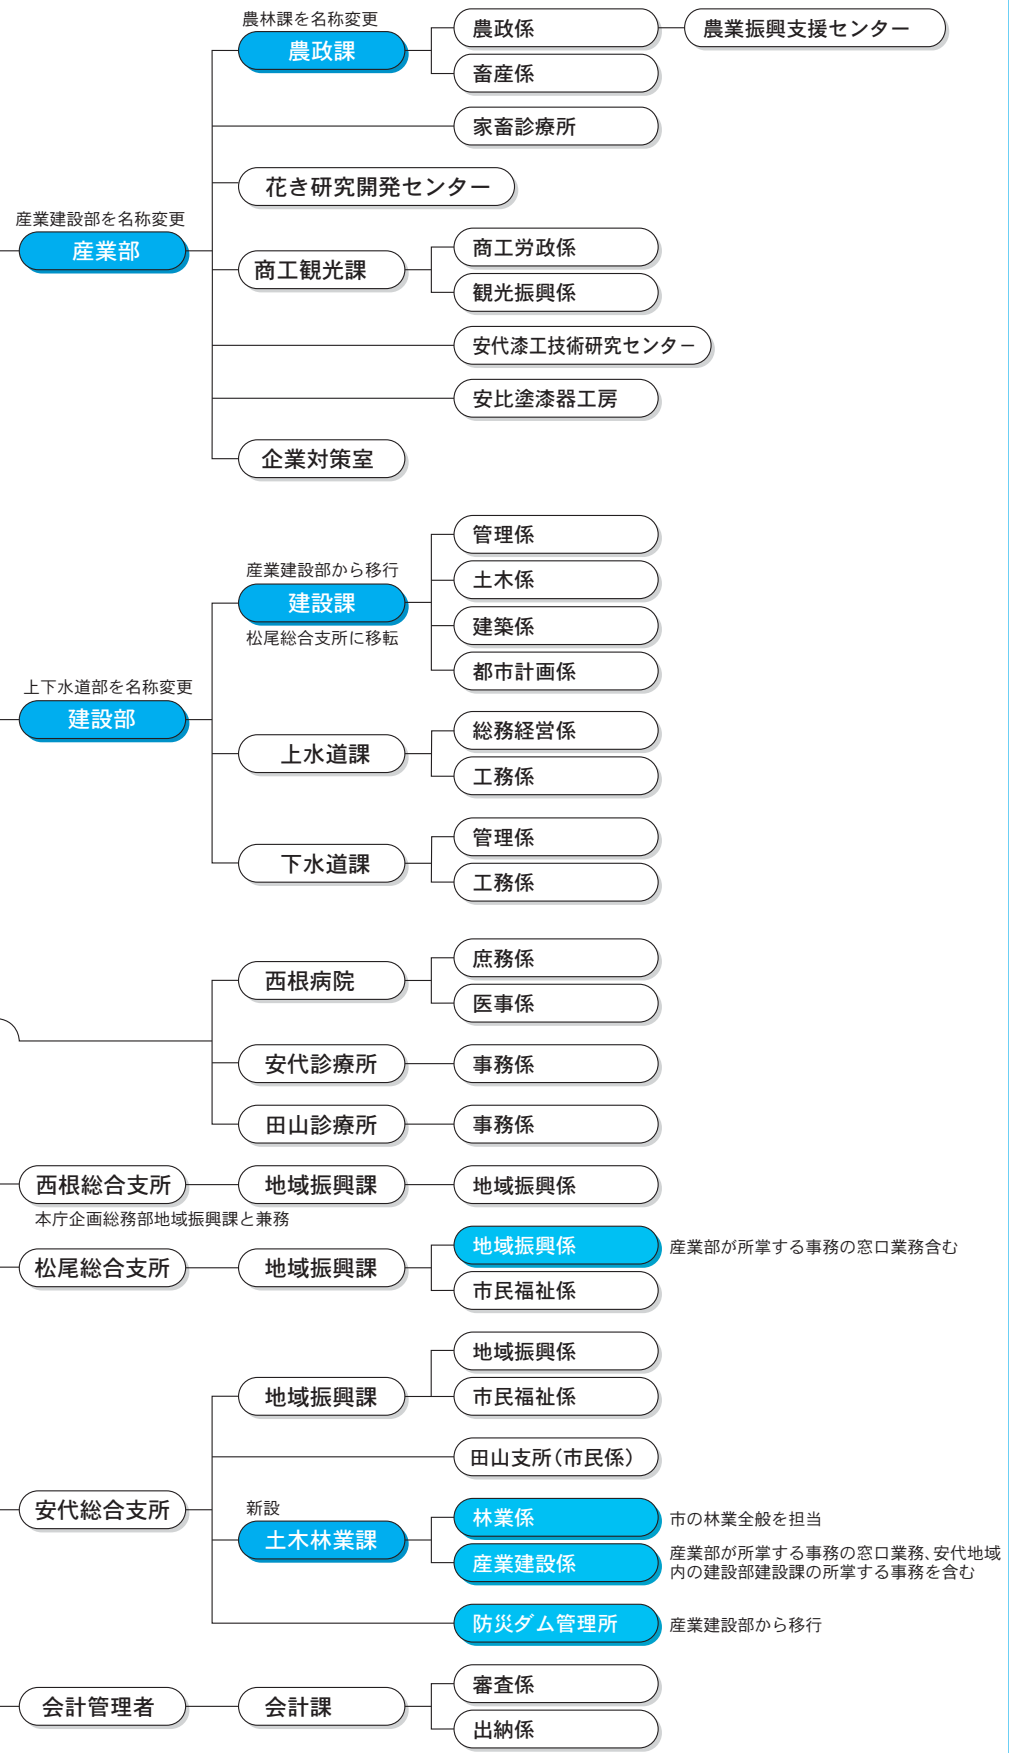 農林課を名称変更
農政課
農政係
農業振興支援センター
畜産係
家畜診療所
花き研究開発センター
産業建設部を名称変更
産業部
商工観光課
商工労政係
観光振興係
安代漆工技術研究センター
安比塗漆器工房
企業対策室
管理係
産業建設部から移行
建設課
松尾総合支所に移転
土木係
建築係
都市計画係
上下水道部を名称変更
建設部
上水道課
総務経営係
工務係
下水道課
管理係
工務係
西根病院
庶務係
医事係
安代診療所
事務係
田山診療所
事務係
西根総合支所
地域振興課
地域振興係
本庁企画総務部地域振興課と兼務
松尾総合支所
地域振興課
地域振興係
産業部が所掌する事務の窓口業務含む
市民福祉係
地域振興課
地域振興係
市民福祉係
田山支所(市民係)
安代総合支所
新設
土木林業課
林業係
市の林業全般を担当
産業建設係
産業部が所掌する事務の窓口業務、安代地域
内の建設部建設課の所掌する事務を含む
防災ダム管理所
産業建設部から移行
会計管理者
会計課
審査係
出納係